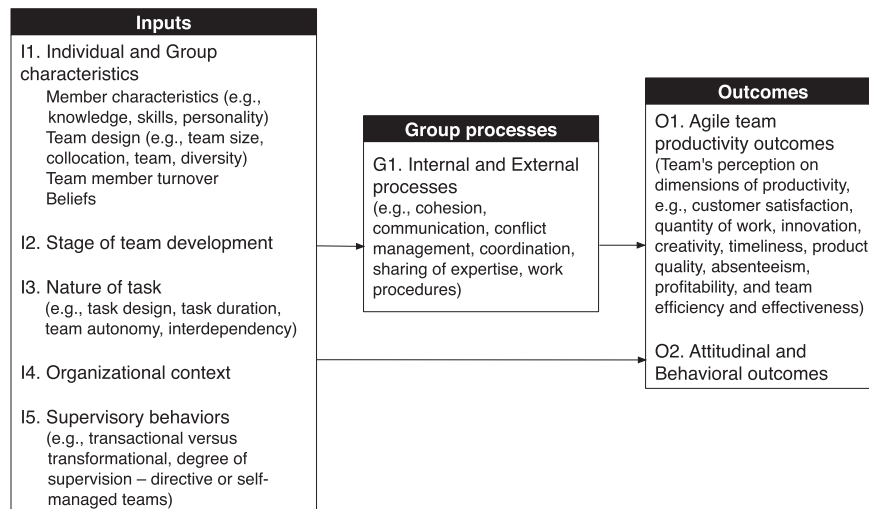 Inputs
I1. Individual and Group
characteristics
Member characteristics (e.g.,
knowledge, skills, personality)
Team design (e.g., team size,
collocation, team, diversity)
Team member turnover
Beliefs
I2. Stage of team development
I3. Nature of task
(e.g., task design, task duration,
team autonomy, interdependency)
I4. Organizational context
I5. Supervisory behaviors
(e.g., transactional versus
transformational, degree of
supervision – directive or self-
managed teams)
Group processes
G1. Internal and External
processes
(e.g., cohesion,
communication, conflict
management, coordination,
sharing of expertise, work
procedures)
Outcomes
O1. Agile team
productivity outcomes
(Team's perception on
dimensions of productivity,
e.g., customer satisfaction,
quantity of work, innovation,
creativity, timeliness, product
quality, absenteeism,
profitability, and team
efficiency and effectiveness)
O2. Attitudinal and
Behavioral outcomes